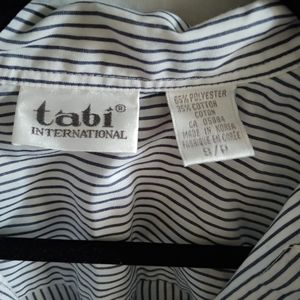 tabi®
INTERNATIONAL
65% POLYESTER
35% COTTON
COTON
CA 05884
MADE IN KOREA
FABRIQUE EN COREE